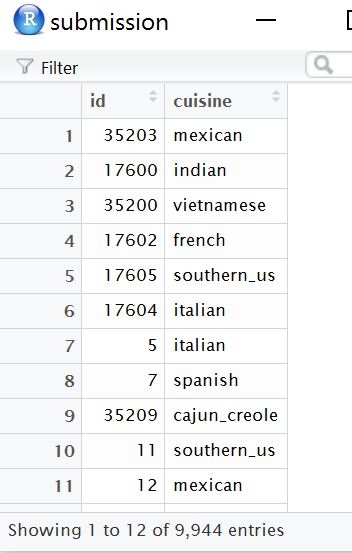 R submission
Filter
id cuisine
1 35203 mexican
2 17600 indian
3 35200 vietnamese
4 17602 french
5 17605 southern_us
6 17604 italian
7 5 italian
8 7 spanish
9 35209 cajun_creole
10 11 southern_us
11 12 mexican
Showing 1 to 12 of 9,944 entries